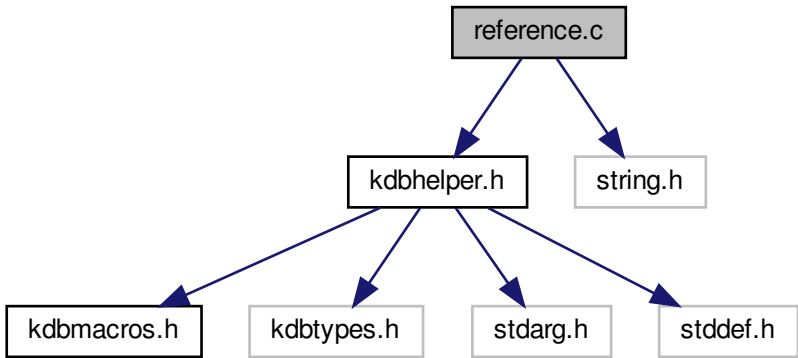 reference.c
kdbhelper.h
string.h
kdbmacros.h
kdbtypes.h
stdarg.h
stddef.h